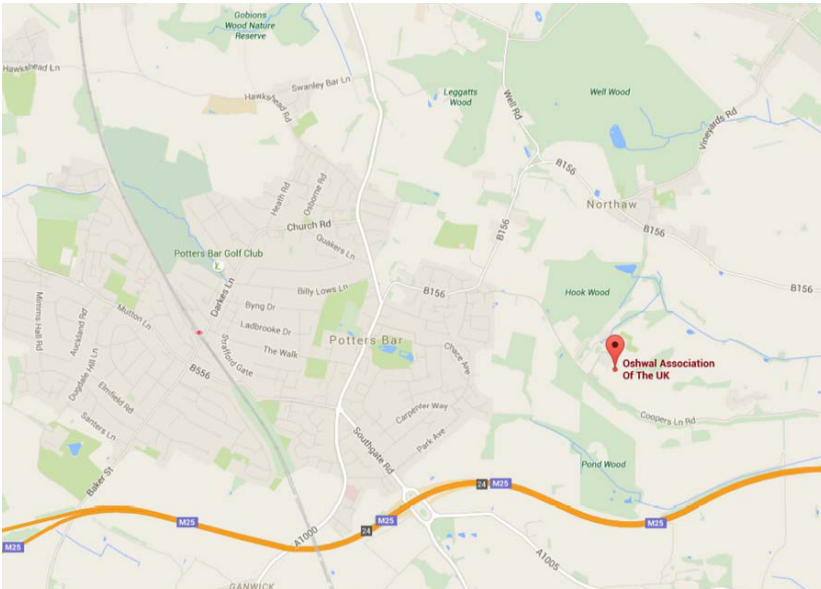 Gobions
Wood Nature
Reserve
Hawkshead Ln
Swanley Bar Ln
Hawkshead Rd
Leggatts
Wood
Well Rd
Well Wood
Vineyards Rd
B156
Northaw
Heath Rd
Osborne Rd
Church Rd
Quakers Ln
B156
B156
Potters Bar Golf Club
Darkes Ln
Billy Lows Ln
B156
Hook Wood
B156
Mimms Hall Rd
Auckland Rd
Mutton Ln
Byng Dr
Ladbrooke Dr
The Walk
Strafford Gate
Potters Bar
Chace Ave
Oshwal Association
Of The UK
Dugdale Hill Ln
Elmfield Rd
B556
Santers Ln
Carpenter Way
Park Ave
Coopers Ln Rd
Southgate Rd
Baker St
Pond Wood
24
M25
M25
M25
M25
24
M25
A1000
A1005
GANWICK